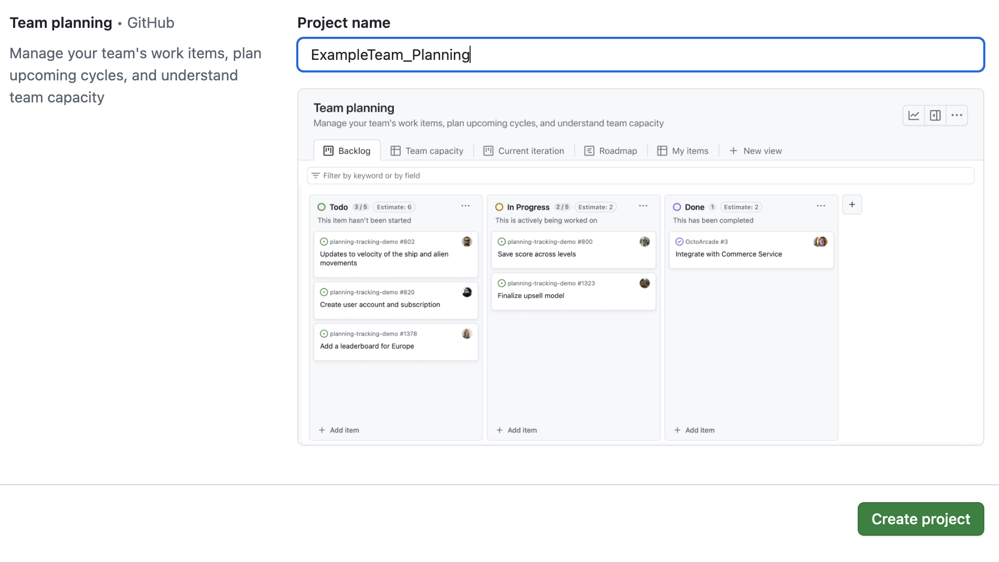 Team planning • GitHub
Manage your team's work items, plan
upcoming cycles, and understand
team capacity
Project name
ExampleTeam_Planning
Team planning
Manage your team's work items, plan upcoming cycles, and understand team capacity
Backlog
Team capacity
Current iteration
Roadmap
My items
New view
Filter by keyword or by field
Todo 3 / 5 Estimate: 6
This item hasn't been started
planning-tracking-demo #802
Updates to velocity of the ship and alien
movements
planning-tracking-demo #820
Create user account and subscription
planning-tracking-demo #1378
Add a leaderboard for Europe
Add item
In Progress 2 / 5 Estimate: 2
This is actively being worked on
planning-tracking-demo #800
Save score across levels
planning-tracking-demo #1323
Finalize upsell model
Add item
Done 1 Estimate: 2
This has been completed
OctoArcade #3
Integrate with Commerce Service
Add item
Create project